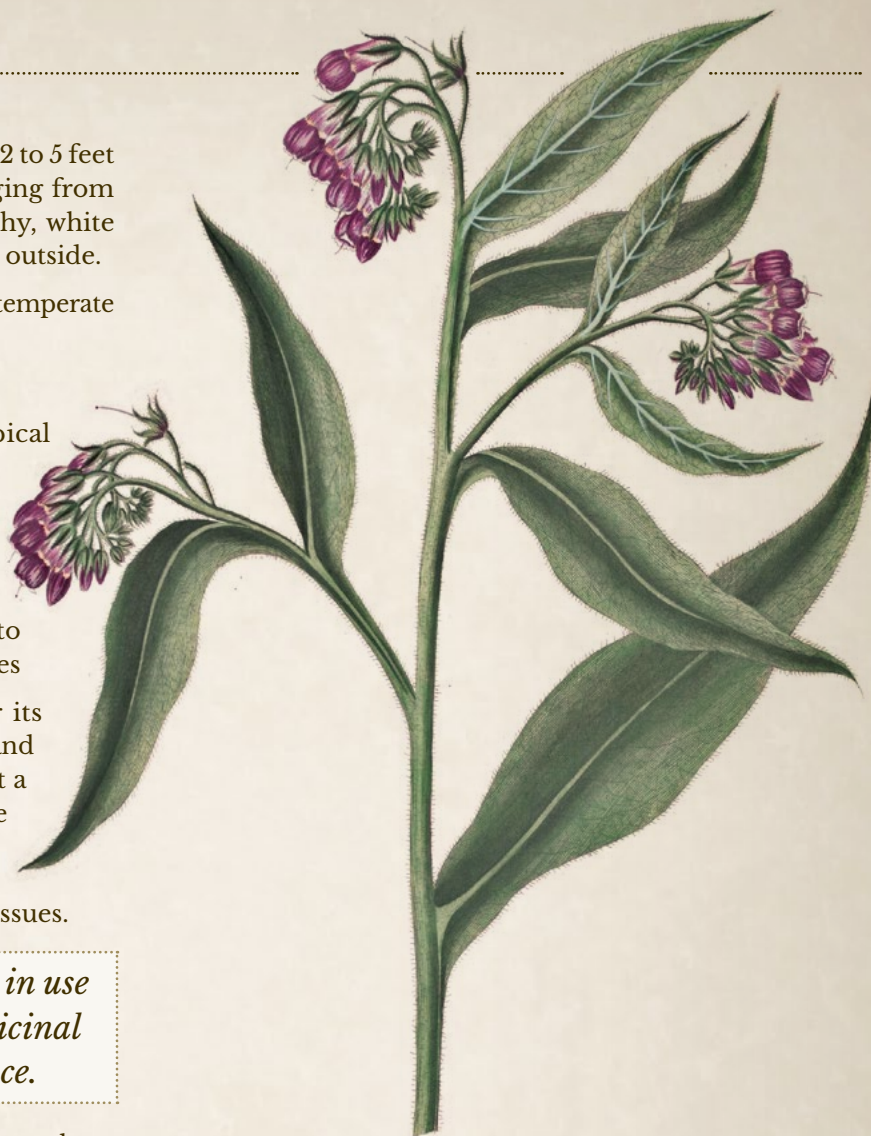 2 to 5 feet
ging from
hy, white
outside.
temperate
pical
to
es
its
and
t a
e
ssues.
in use
icinal
ce.